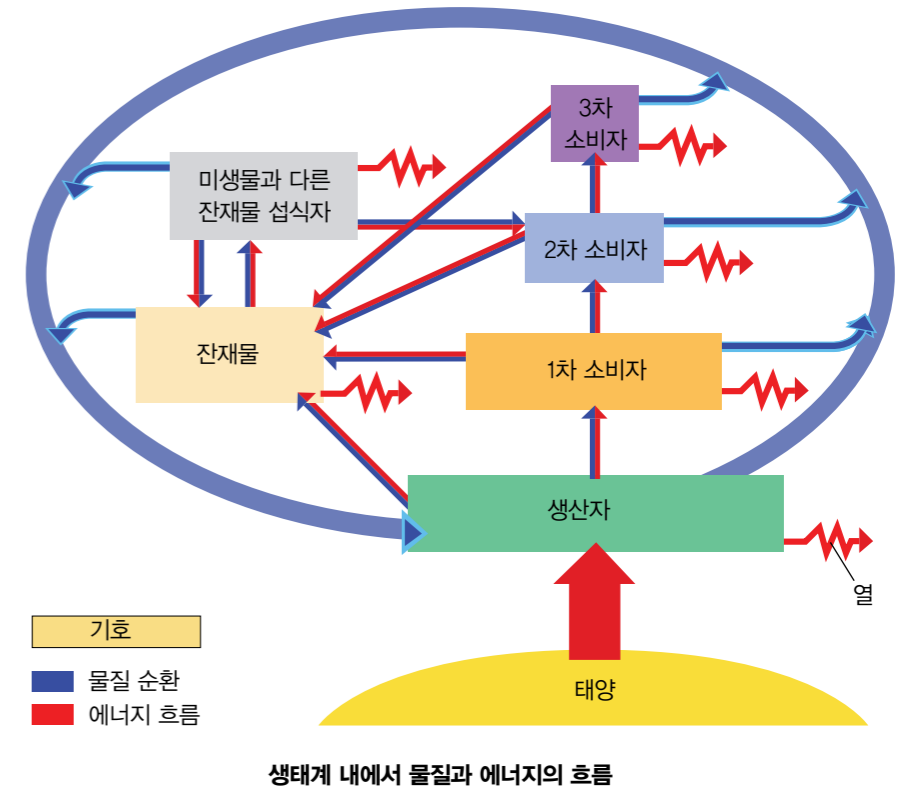 3차
소비자
미생물과 다른
잔재물 섭식자
2차 소비자
잔재물
1차 소비자
생산자
열
기호
물질 순환
에너지 흐름
태양
생태계 내에서 물질과 에너지의 흐름